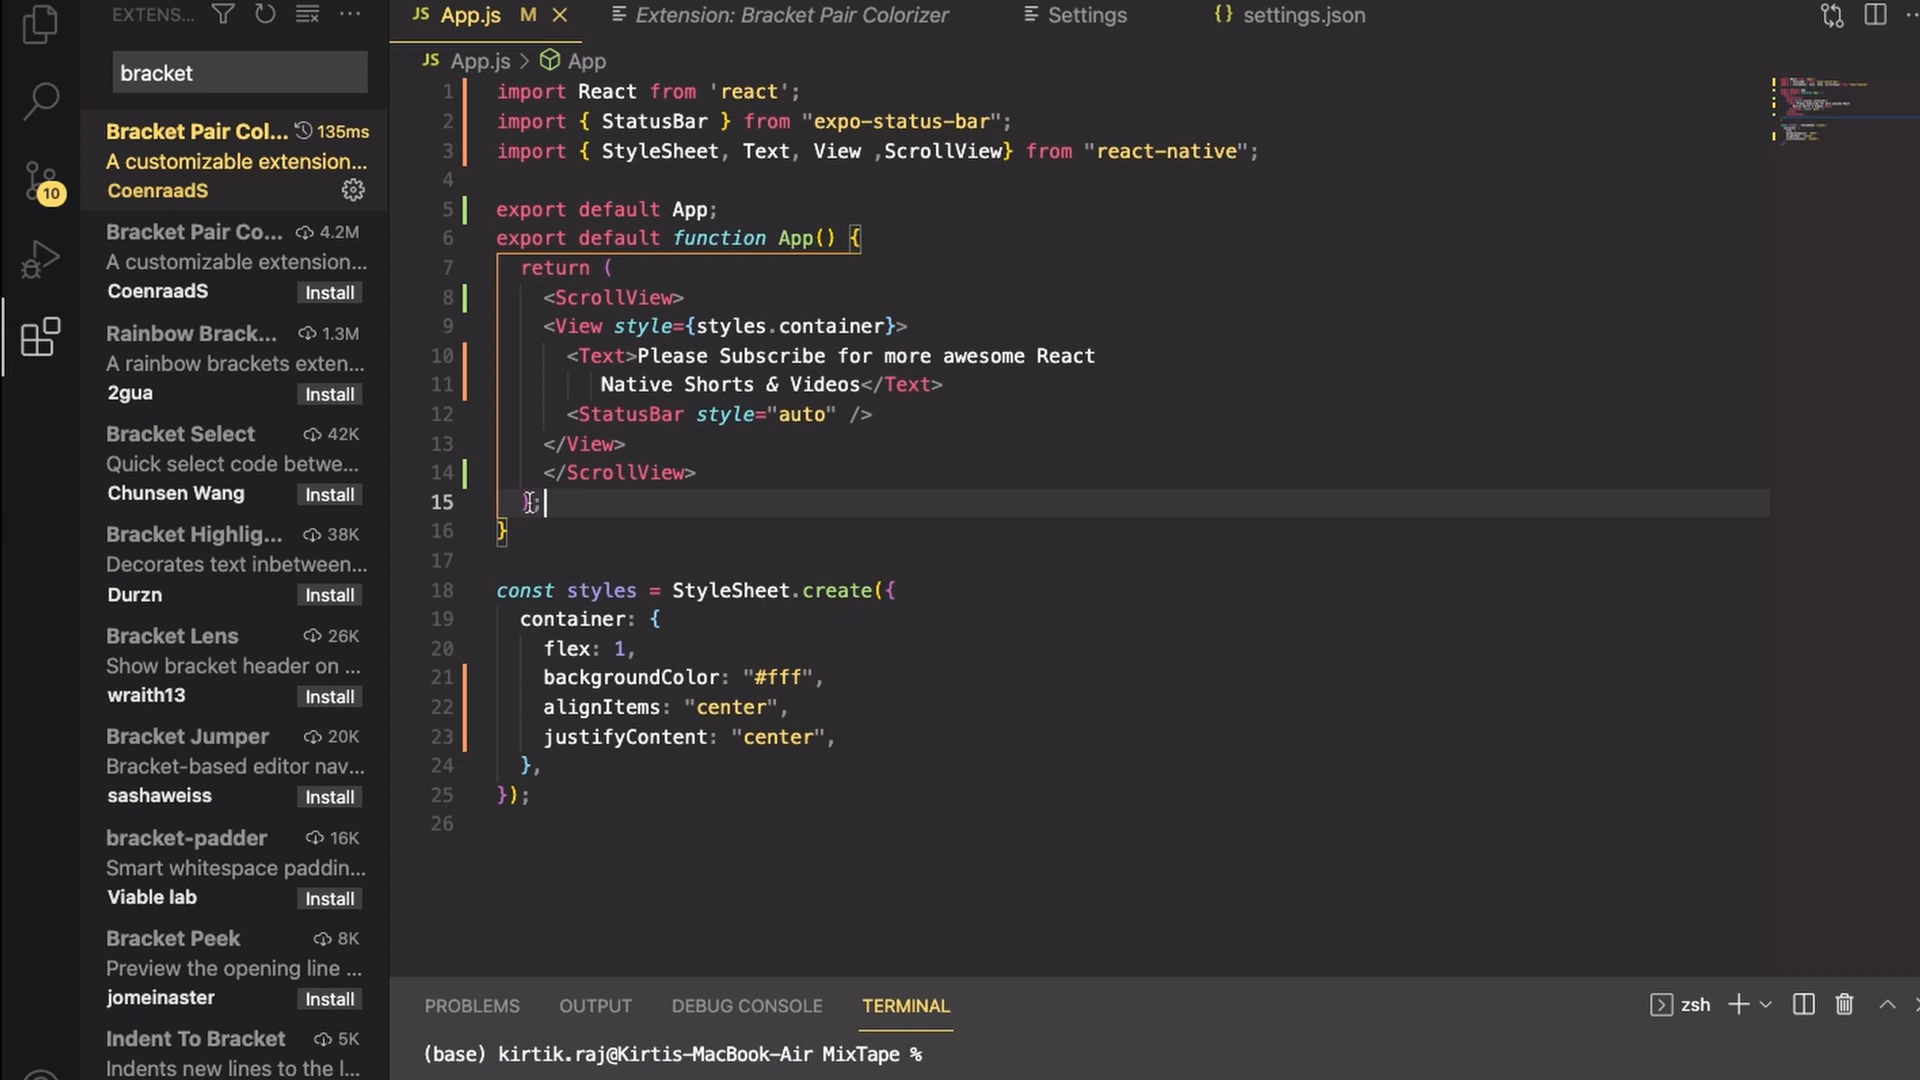 EXTENS... ···
bracket
Bracket Pair Col... 135ms
A customizable extension...
CoenraadS
Bracket Pair Co... 4.2M
A customizable extension...
CoenraadS Install
Rainbow Brack... 1.3M
A rainbow brackets exten...
2gua Install
Bracket Select 42K
Quick select code betwe...
Chunsen Wang Install
Bracket Highlig... 38K
Decorates text inbetween...
Durzn Install
Bracket Lens 26K
Show bracket header on ...
wraith13 Install
Bracket Jumper 20K
Bracket-based editor nav...
sashaweiss Install
bracket-padder 16K
Smart whitespace paddin...
Viable lab Install
Bracket Peek 8K
Preview the opening line ...
jomeinaster Install
Indent To Bracket 5K
Indents new lines to the l...
10
JS App.js M Extension: Bracket Pair Colorizer Settings {} settings.json
JS App.js > App
1 import React from 'react';
2 import { StatusBar } from "expo-status-bar";
3 import { StyleSheet, Text, View ,ScrollView} from "react-native";
4
5 export default App;
6 export default function App() {
7 return (
8 <ScrollView>
9 <View style={styles.container}>
10 <Text>Please Subscribe for more awesome React
11 Native Shorts & Videos</Text>
12 <StatusBar style="auto" />
13 </View>
14 </ScrollView>
15 );
16 }
17
18 const styles = StyleSheet.create({
19 container: {
20 flex: 1,
21 backgroundColor: "#fff",
22 alignItems: "center",
23 justifyContent: "center",
24 },
25 });
26
PROBLEMS OUTPUT DEBUG CONSOLE TERMINAL zsh
(base) kirtik.raj@Kirtis-MacBook-Air MixTape %